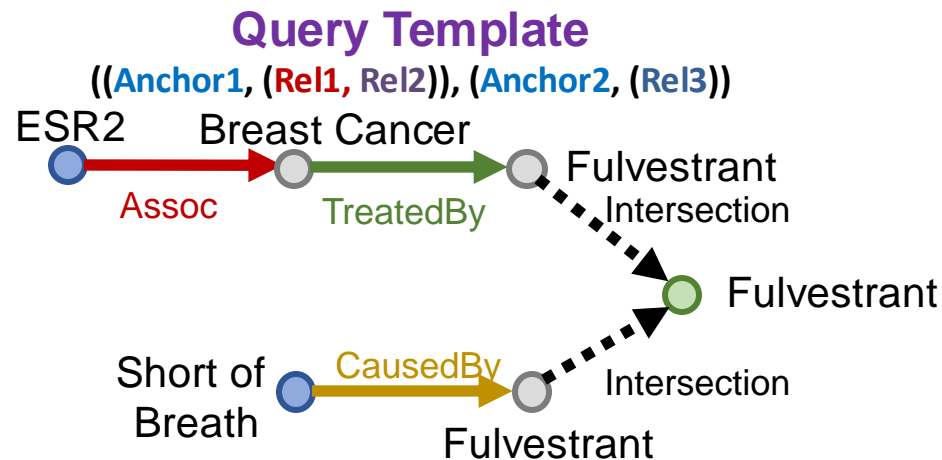 Query Template
((Anchor1, (Rel1, Rel2)), (Anchor2, (Rel3))
ESR2
Breast Cancer
Fulvestrant
Assoc
TreatedBy
Intersection
Fulvestrant
Short of
Breath
CausedBy
Intersection
Fulvestrant